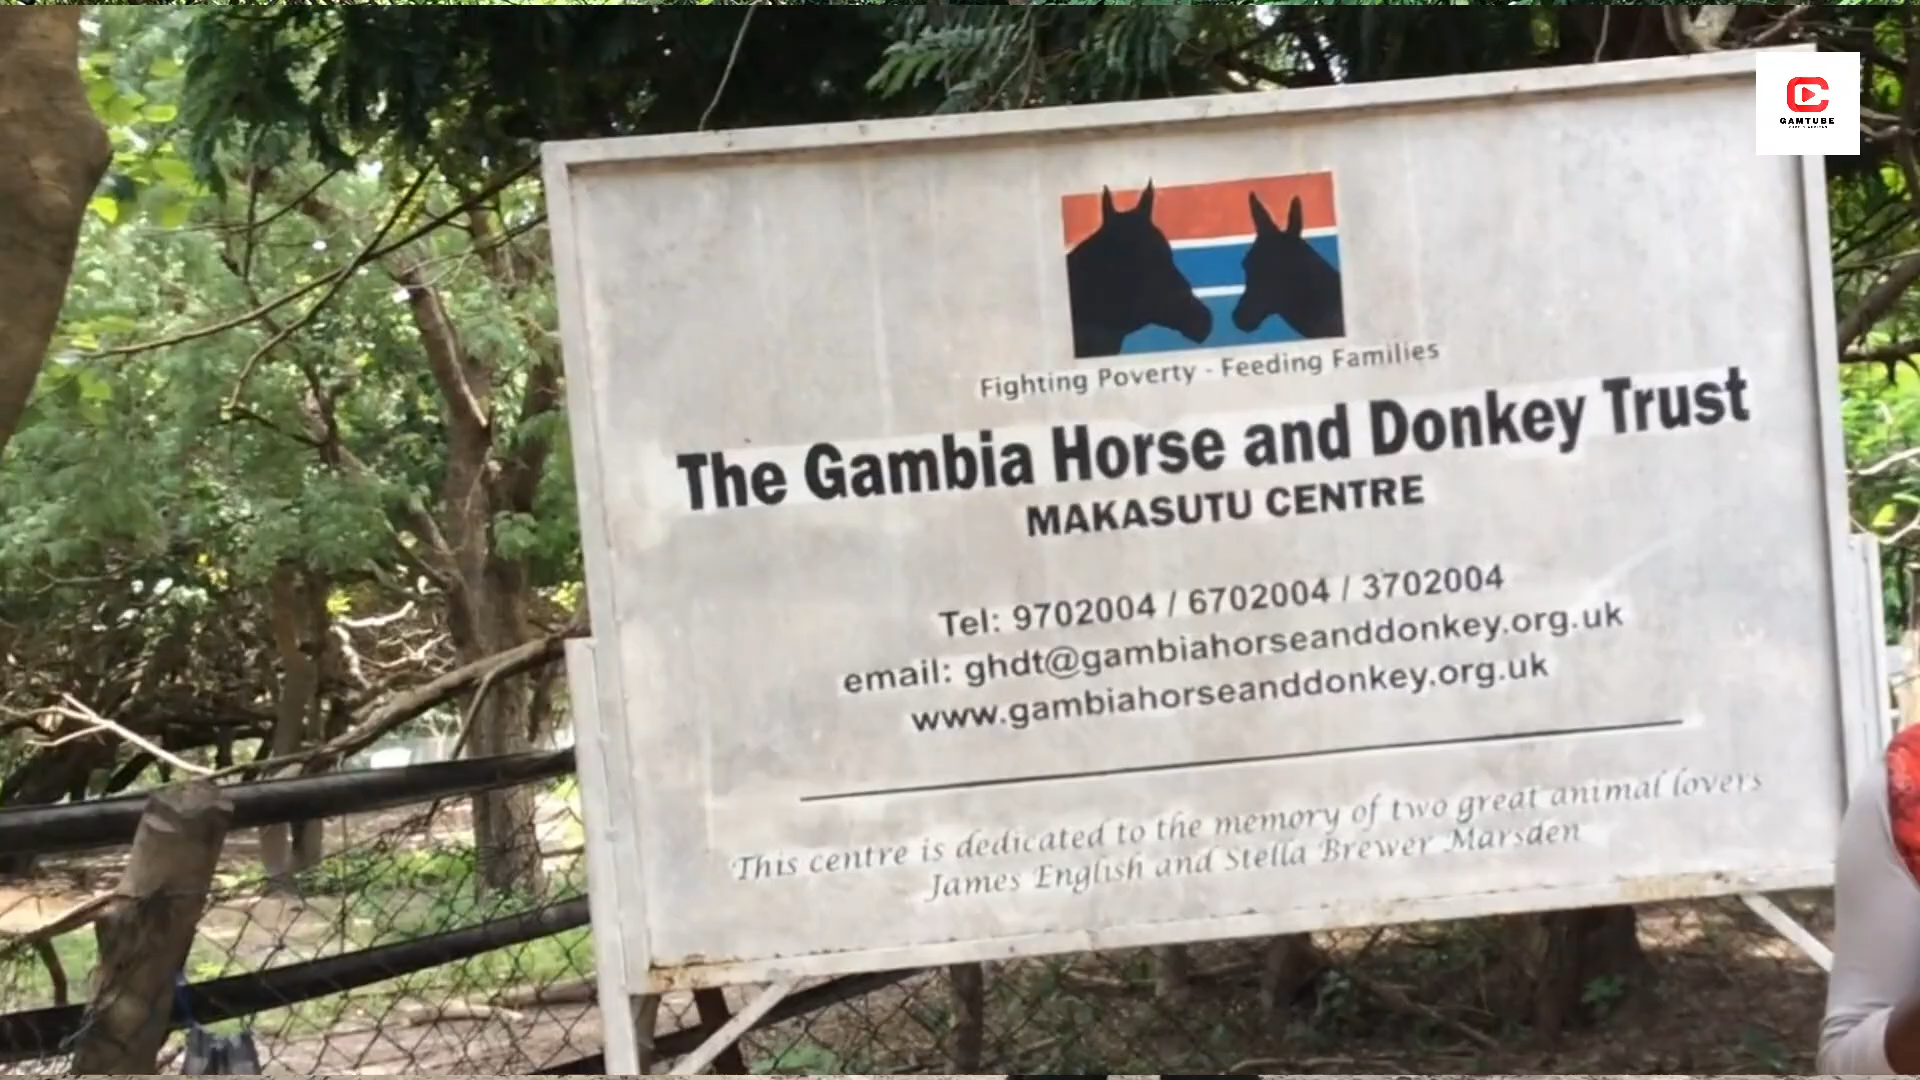 GAMTUBE
Fighting Poverty - Feeding Families
The Gambia Horse and Donkey Trust
MAKASUTU CENTRE
Tel: 9702004 / 6702004 / 3702004
email: ghdt@gambiahorseanddonkey.org.uk
www.gambiahorseanddonkey.org.uk
This centre is dedicated to the memory of two great animal lovers
James English and Stella Brewer Marsden